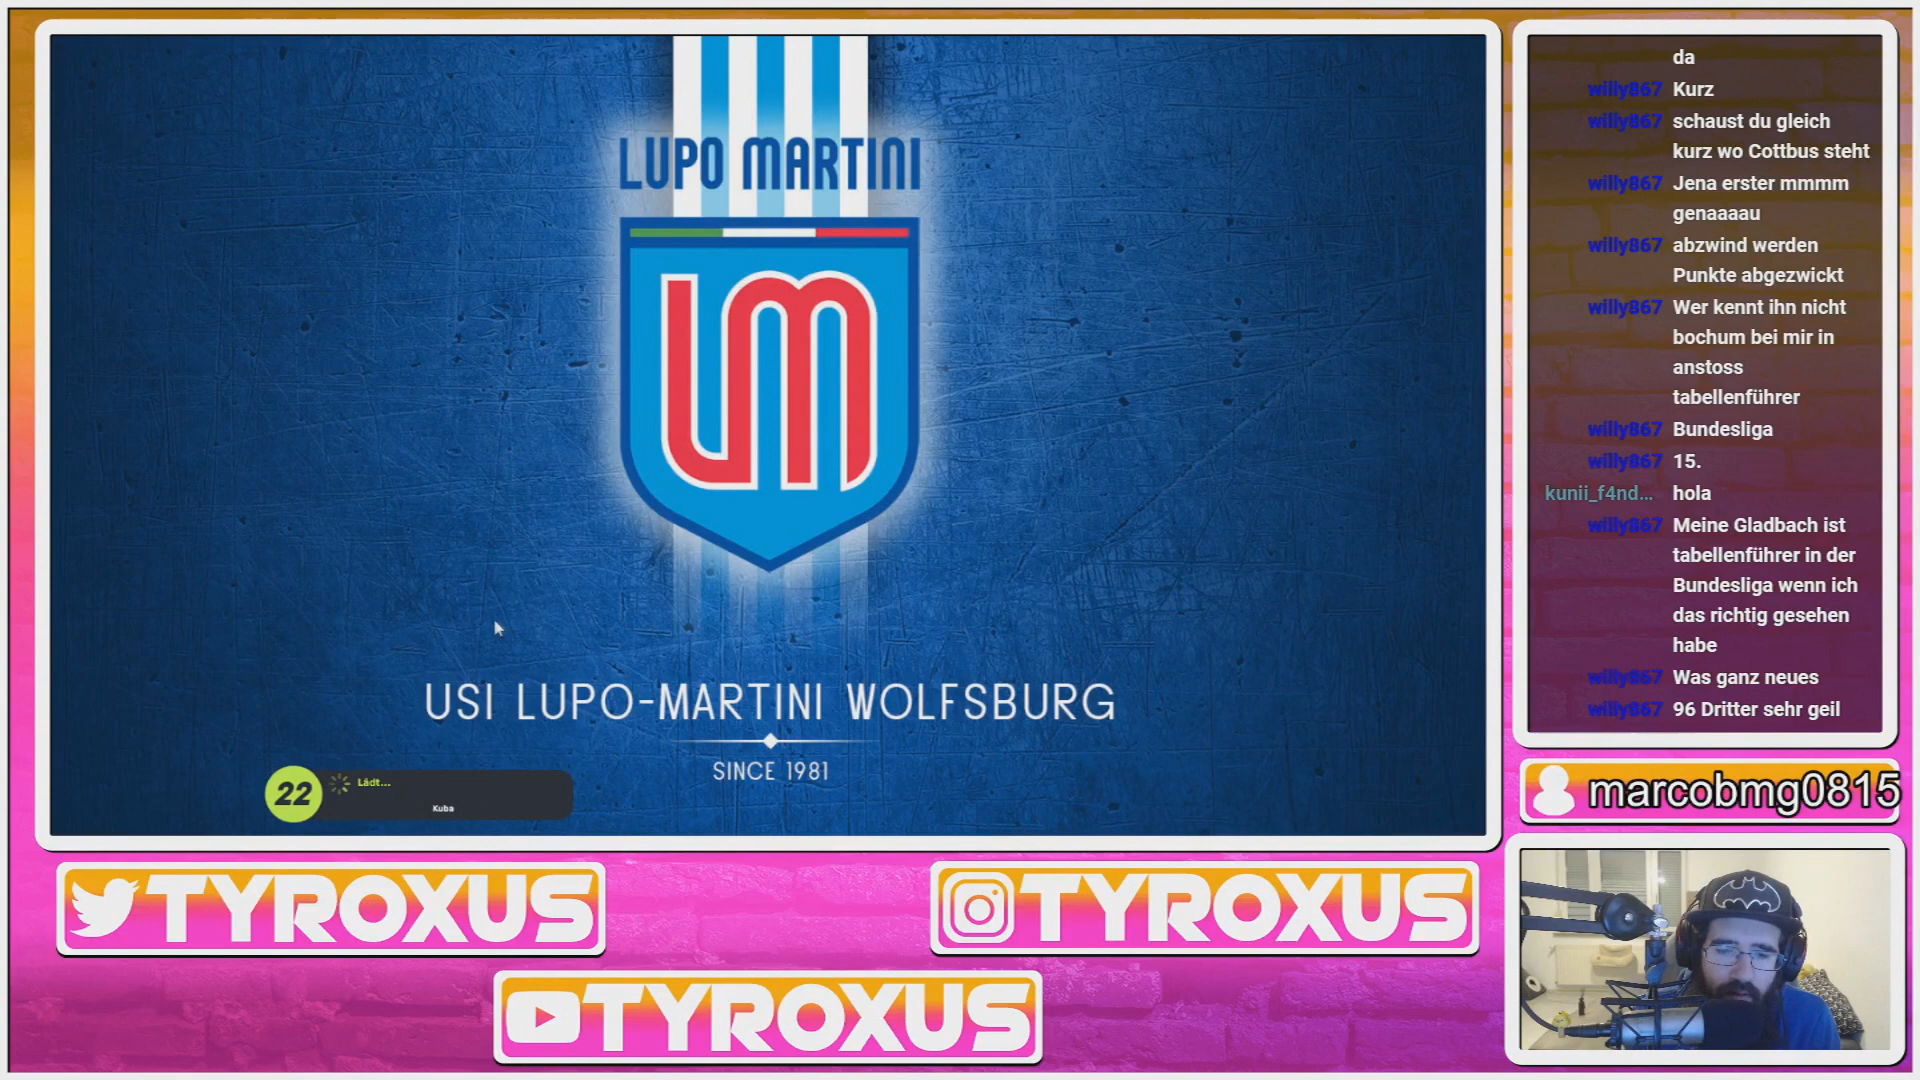 LUPO MARTINI
LM
USI LUPO-MARTINI WOLFSBURG
SINCE 1981
22
Lädt...
Kuba
da
willy867 Kurz
willy867 schaust du gleich
kurz wo Cottbus steht
willy867 Jena erster mmmm
genaaaau
willy867 abzwind werden
Punkte abgezwickt
willy867 Wer kennt ihn nicht
bochum bei mir in
anstoss
tabellenführer
willy867 Bundesliga
willy867 15.
kunii_f4nd... hola
willy867 Meine Gladbach ist
tabellenführer in der
Bundesliga wenn ich
das richtig gesehen
habe
willy867 Was ganz neues
willy867 96 Dritter sehr geil
marcobmg0815
TYROXUS
TYROXUS
TYROXUS